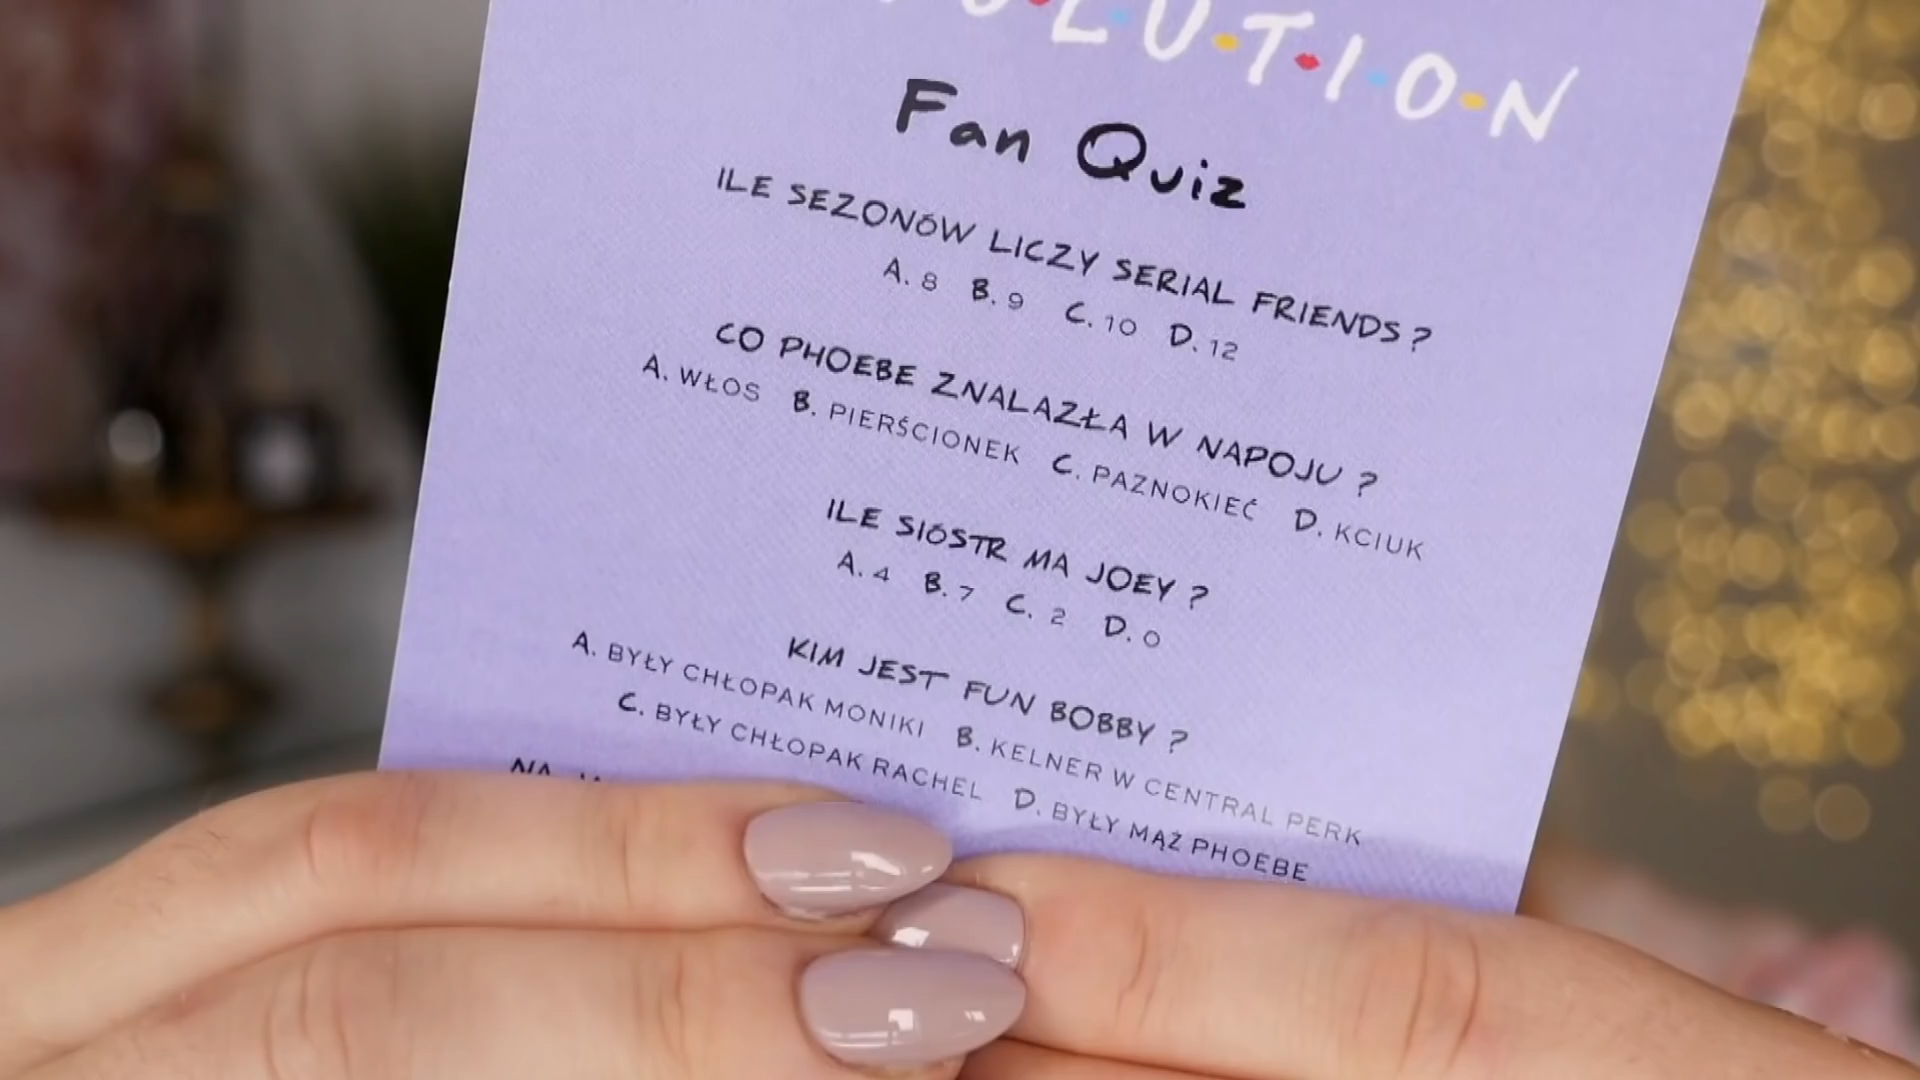 LUTION
Fan Quiz
ILE SEZONÓW LICZY SERIAL FRIENDS?
A. 8 B. 9 C. 10 D. 12
CO PHOEBE ZNALAZŁA W NAPOJU?
A. WŁOS B. PIERŚCIONEK C. PAZNOKIEĆ D. KCIUK
ILE SIÓSTR MA JOEY?
A. 4 B. 7 C. 2 D. 0
KIM JEST FUN BOBBY?
A. BYŁY CHŁOPAK MONIKI B. KELNER W CENTRAL PERK
C. BYŁY CHŁOPAK RACHEL D. BYŁY MĄŻ PHOEBE